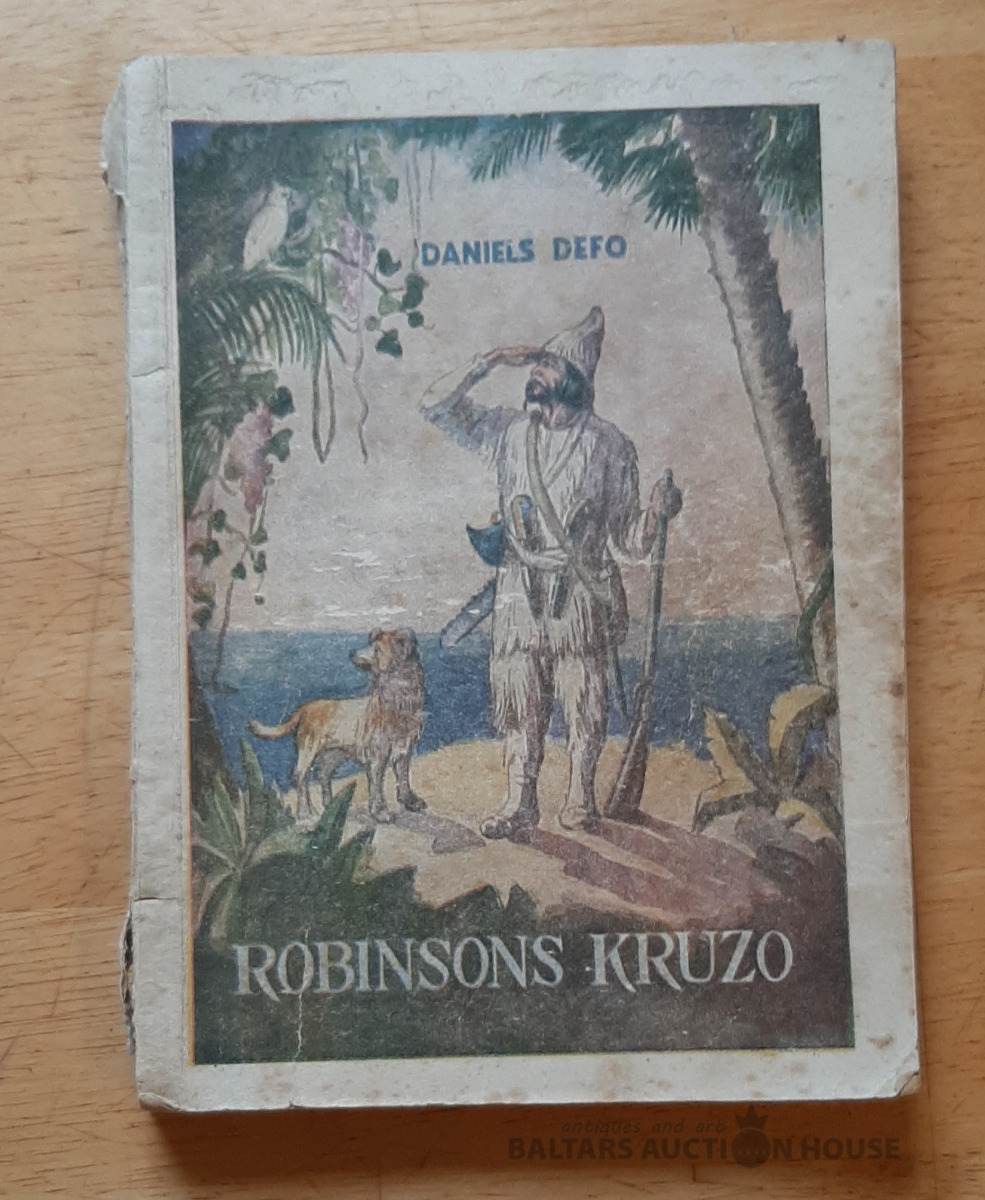 DANIELS DEFO
ROBINSONS KRUZO
antiques and art
BALTARS AUCTION HOUSE